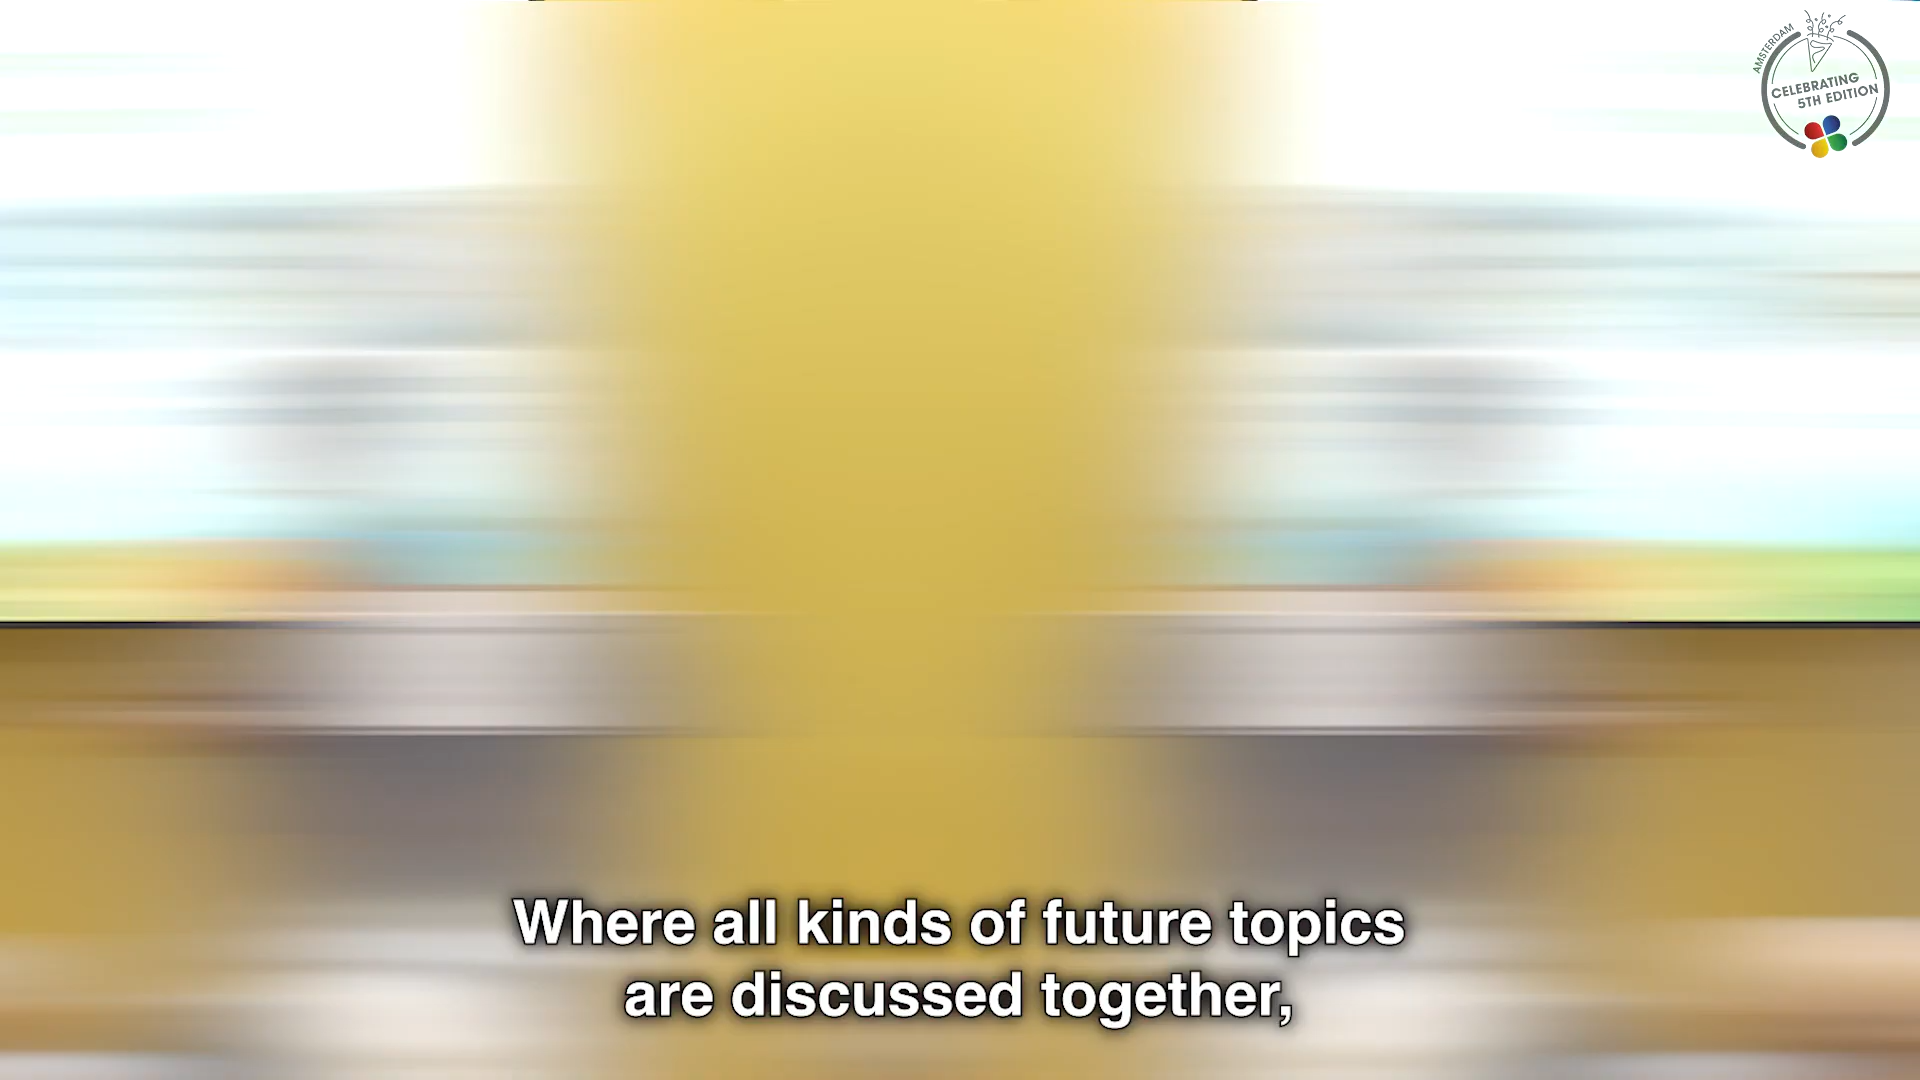 AMSTERDAM
CELEBRATING
5TH EDITION
Where all kinds of future topics
are discussed together,